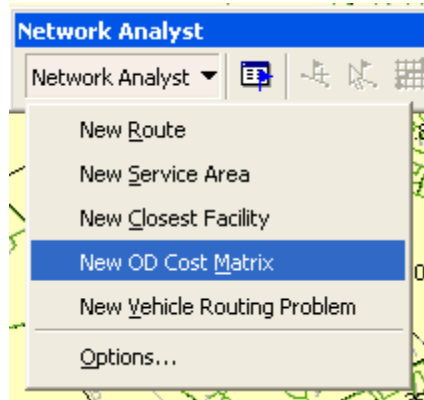 Network Analyst
Network Analyst
New Route
New Service Area
New Closest Facility
New OD Cost Matrix
New Vehicle Routing Problem
Options...